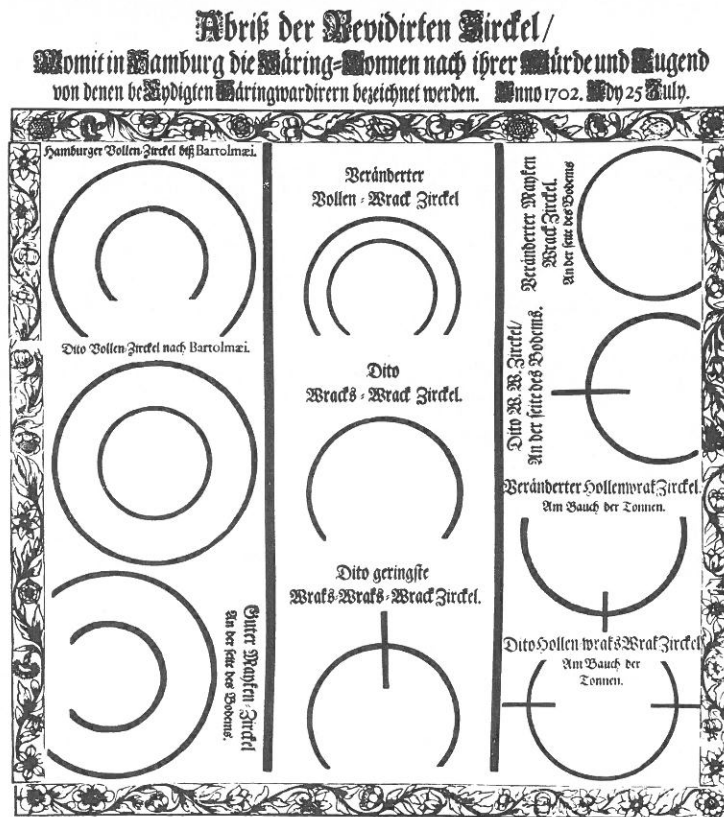 Abriß der Revidirten Zirckel/
Womit in Hamburg die Häring-Tonnen nach ihrer Würde und Tugend
von denen beEydigten Häringwardirern bezeichnet werden. Anno 1702. Ady 25 July.
Hamburger Vollen-Zirckel biß Bartolmæi.
Dito Vollen-Zirckel nach Bartolmæi.
Guter Mayken-Zirckel
An der seite des Bodems.
Veränderter
Vollen-Wrack Zirckel
Dito
Wracks-Wrack Zirckel.
Dito geringste
Wraks-Wraks-Wrack Zirckel.
Veränderter Mayken
Wrack Zirckel.
An der seite des Bodems
Dito W. W. Zirckel/
An der seite des Bodems.
Veränderter Hollenwrak Zirckel.
Am Bauch der Tonnen.
Dito Hollen-wraks Wrak Zirckel
Am Bauch der
Tonnen.